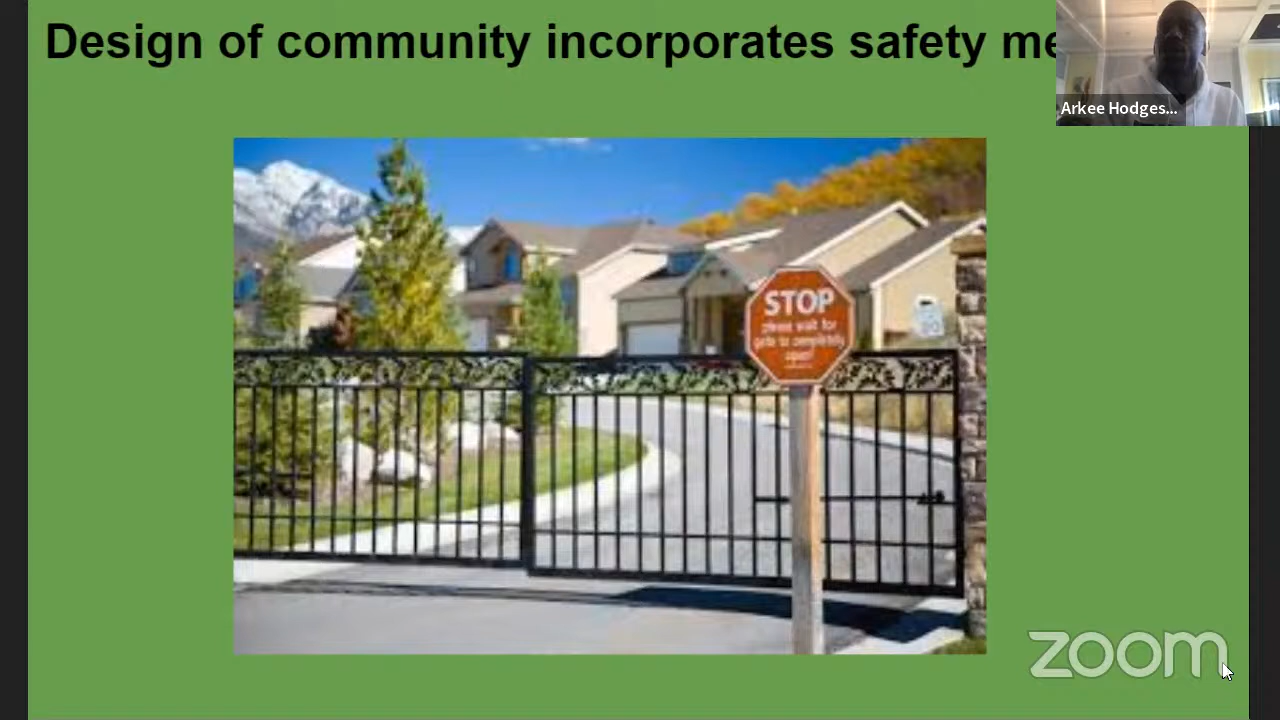 Design of community incorporates safety me
Arkee Hodges...
STOP
please wait for
gate to completely
open!
zoom